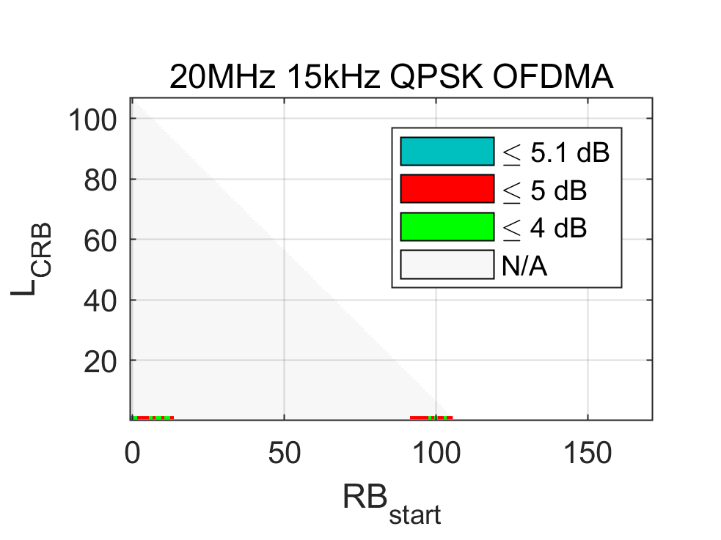 20MHz 15kHz QPSK OFDMA
100
80
60
40
20
0 50 100 150
L_CRB
RB_start
≤ 5.1 dB
≤ 5 dB
≤ 4 dB
N/A